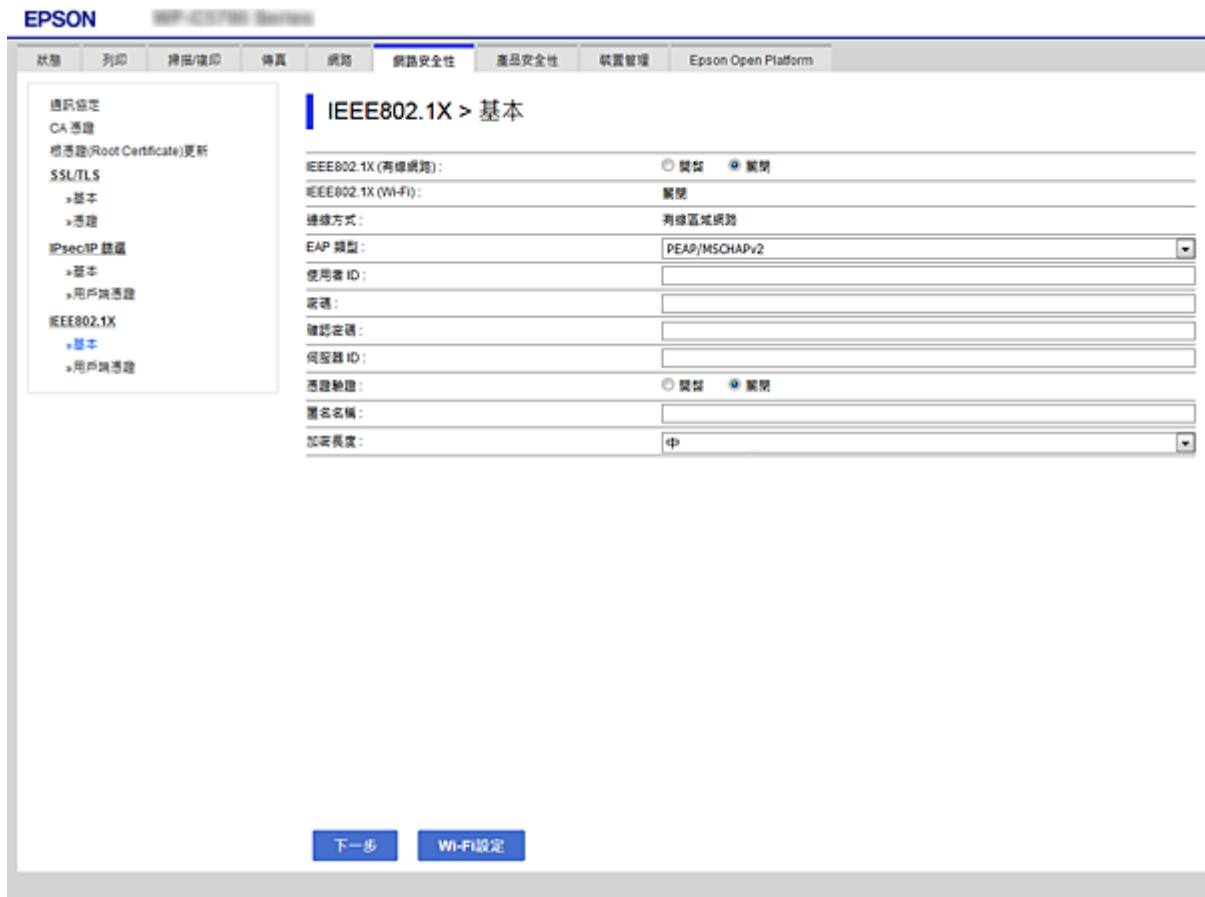 EPSON
狀態 列印 掃描/複印 傳真 網路 網路安全性 產品安全性 裝置管理 Epson Open Platform
通訊協定
CA 憑證
根憑證(Root Certificate)更新
SSL/TLS
»基本
»憑證
IPsec/IP 篩選
»基本
»用戶端憑證
IEEE802.1X
»基本
»用戶端憑證
IEEE802.1X > 基本
IEEE802.1X (有線網路) : 開啟 關閉
IEEE802.1X (Wi-Fi) : 關閉
連線方式 : 有線區域網路
EAP 類型 : PEAP/MSCHAPv2
使用者 ID :
密碼 :
確認密碼 :
伺服器 ID :
憑證驗證 : 開啟 關閉
匿名名稱 :
加密長度 : 中
下一步 Wi-Fi設定